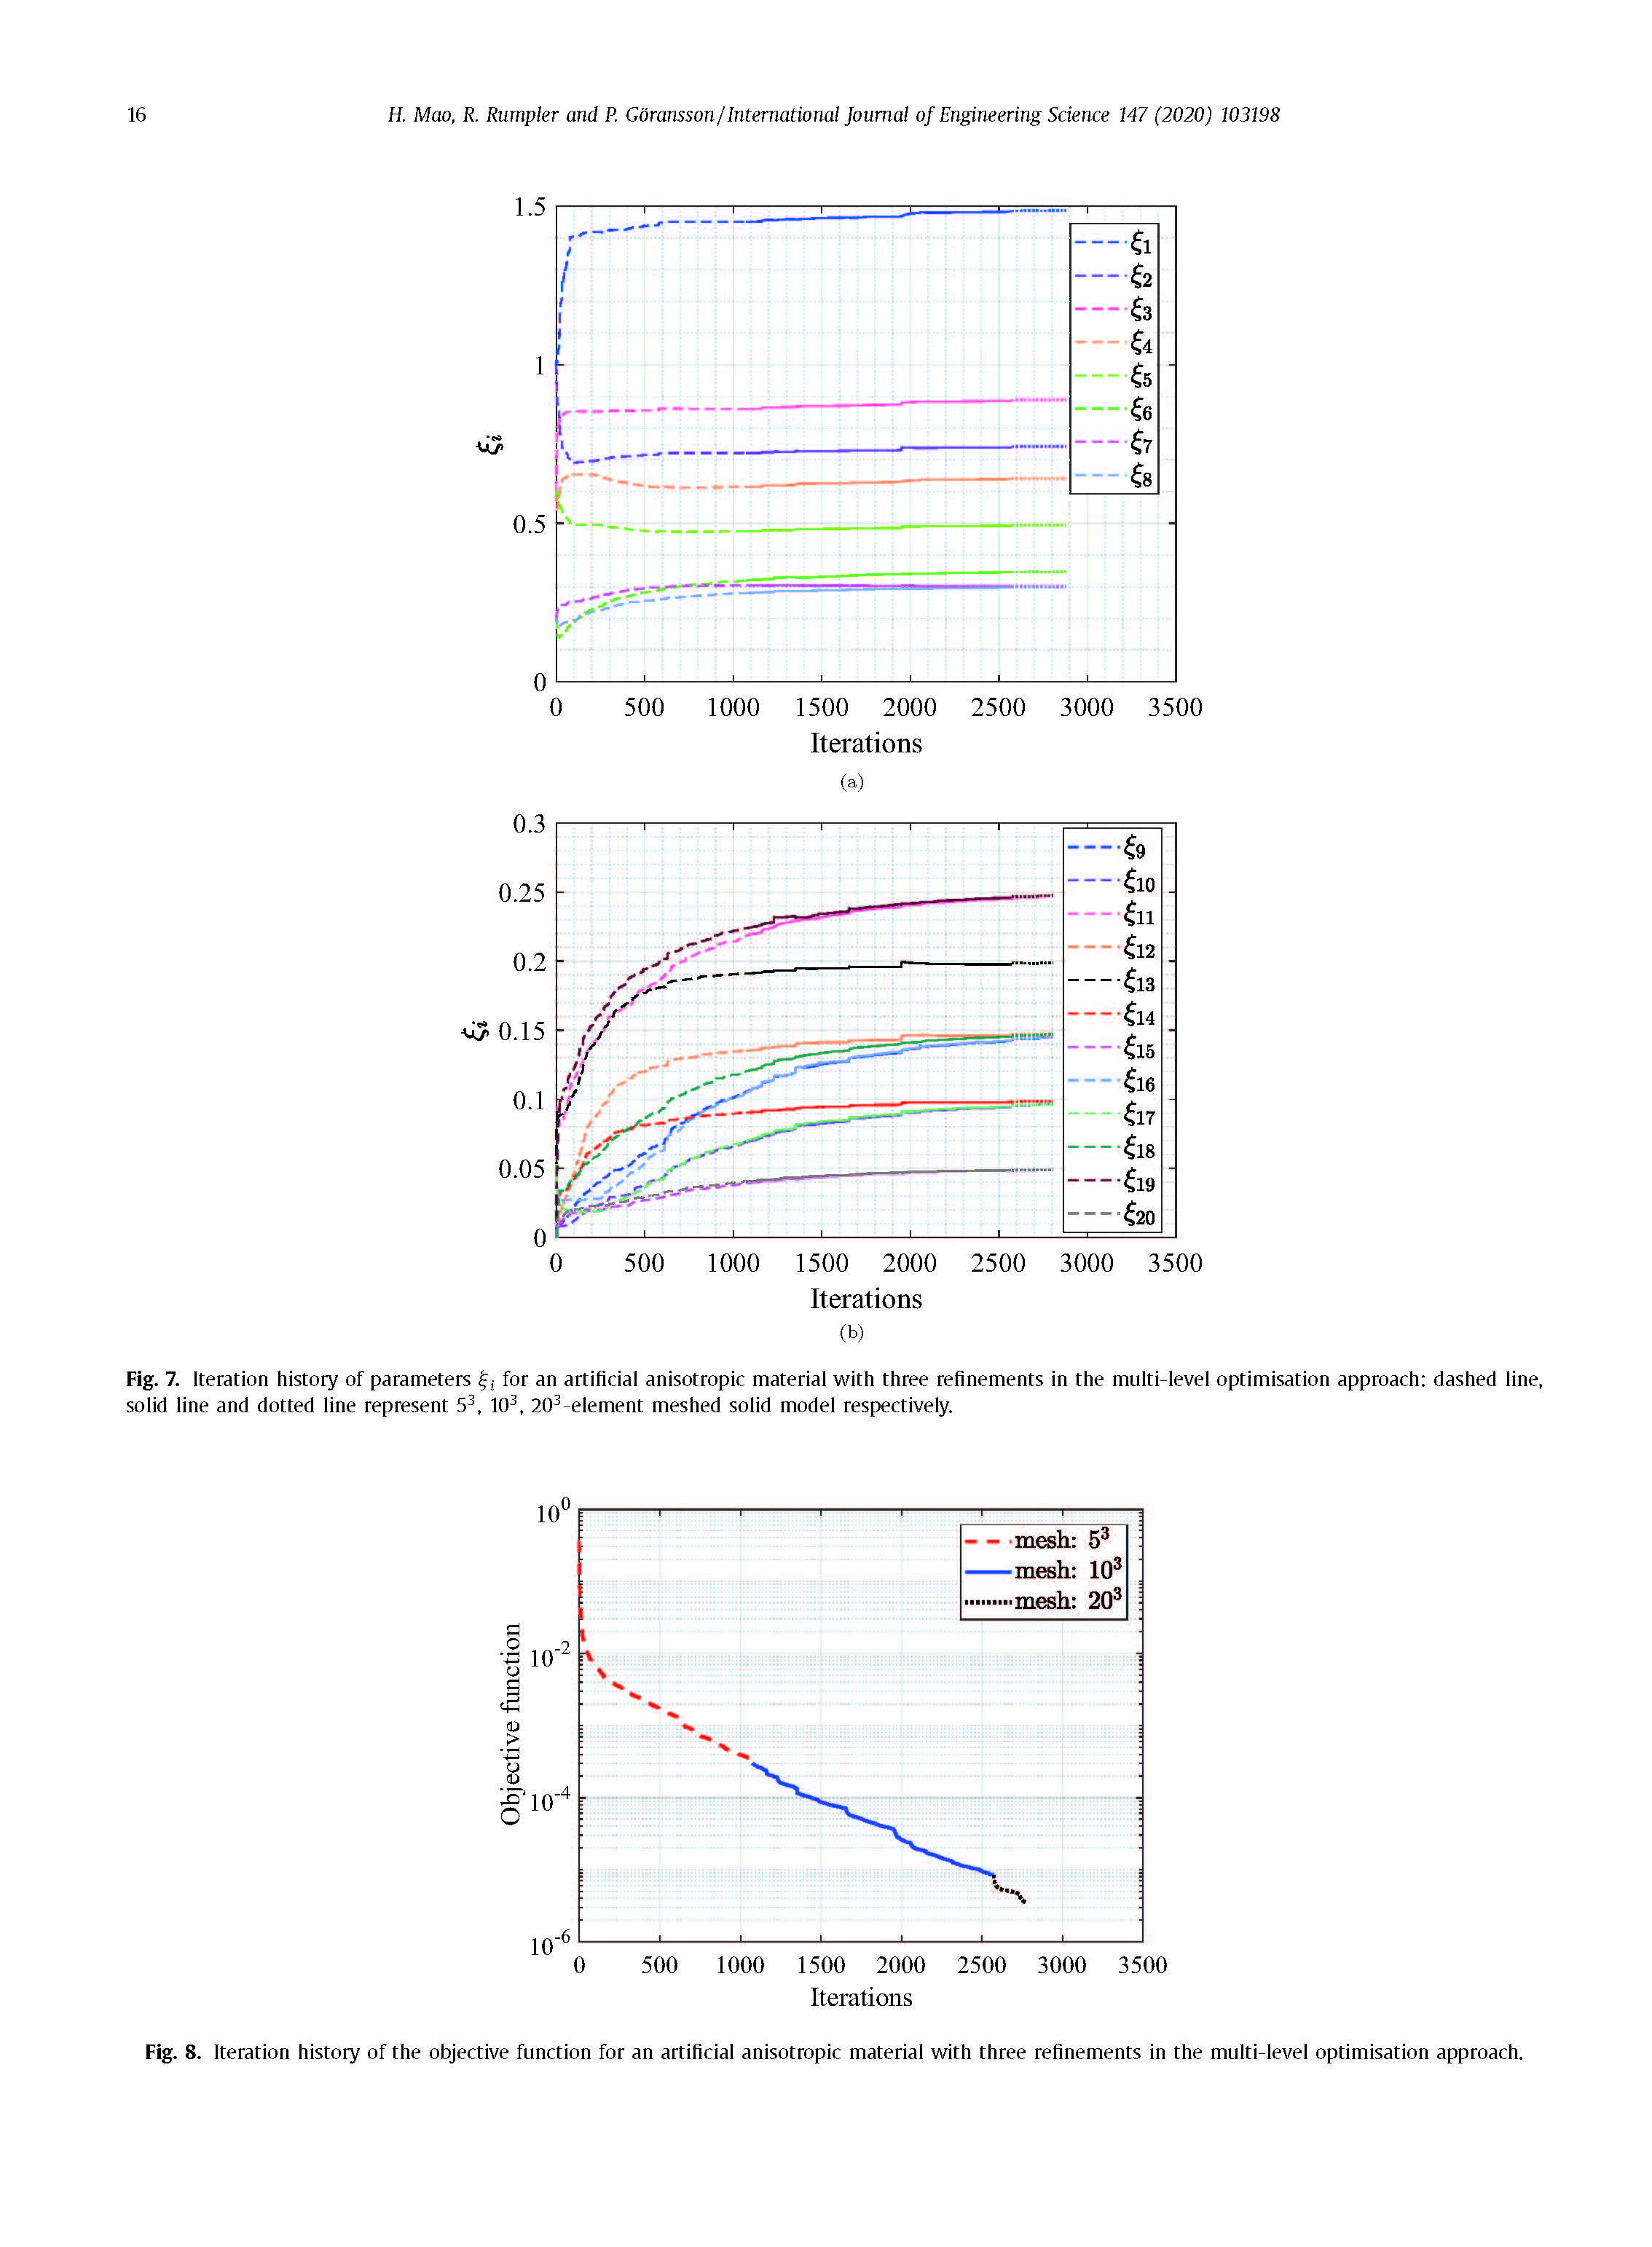 16
H. Mao, R. Rumpler and P. Göransson / International Journal of Engineering Science 147 (2020) 103198
1.5
1
0.5
0
ξi
ξ1
ξ2
ξ3
ξ4
ξ5
ξ6
ξ7
ξ8
0 500 1000 1500 2000 2500 3000 3500
Iterations
(a)
0.3
0.25
0.2
0.15
0.1
0.05
0
ξi
ξ9
ξ10
ξ11
ξ12
ξ13
ξ14
ξ15
ξ16
ξ17
ξ18
ξ19
ξ20
0 500 1000 1500 2000 2500 3000 3500
Iterations
(b)
Fig. 7. Iteration history of parameters ξi for an artificial anisotropic material with three refinements in the multi-level optimisation approach: dashed line,
solid line and dotted line represent 5³, 10³, 20³-element meshed solid model respectively.
10⁰
10⁻²
10⁻⁴
10⁻⁶
Objective function
mesh: 5³
mesh: 10³
mesh: 20³
0 500 1000 1500 2000 2500 3000 3500
Iterations
Fig. 8. Iteration history of the objective function for an artificial anisotropic material with three refinements in the multi-level optimisation approach.